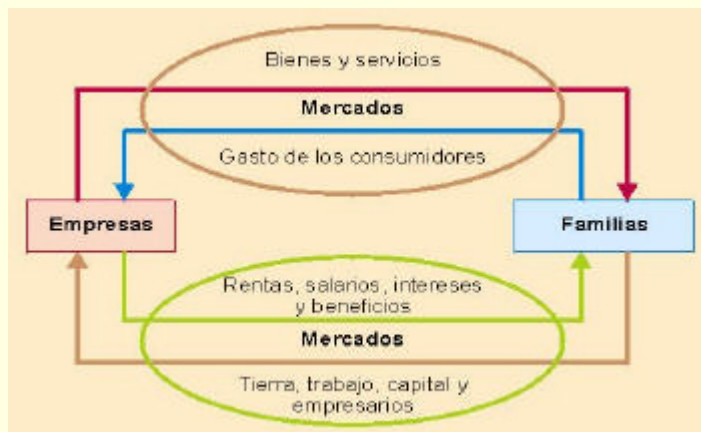 Bienes y servicios
Mercados
Gasto de los consumidores
Empresas
Familias
Rentas, salarios, intereses
y beneficios
Mercados
Tierra, trabajo, capital y
empresarios